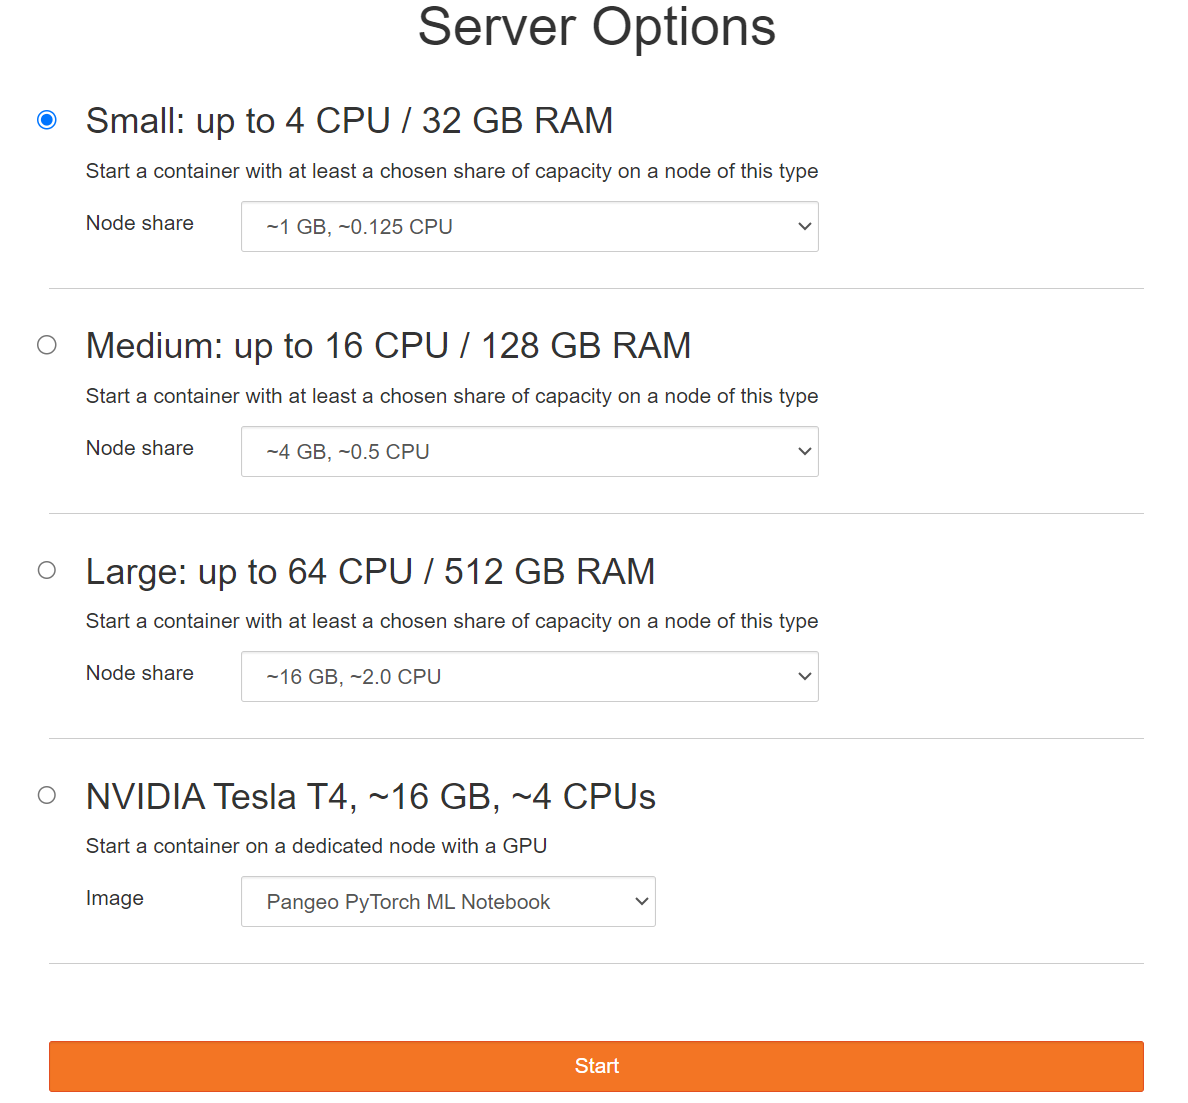 Server Options
Small: up to 4 CPU / 32 GB RAM
Start a container with at least a chosen share of capacity on a node of this type
Node share
~1 GB, ~0.125 CPU
Medium: up to 16 CPU / 128 GB RAM
Start a container with at least a chosen share of capacity on a node of this type
Node share
~4 GB, ~0.5 CPU
Large: up to 64 CPU / 512 GB RAM
Start a container with at least a chosen share of capacity on a node of this type
Node share
~16 GB, ~2.0 CPU
NVIDIA Tesla T4, ~16 GB, ~4 CPUs
Start a container on a dedicated node with a GPU
Image
Pangeo PyTorch ML Notebook
Start